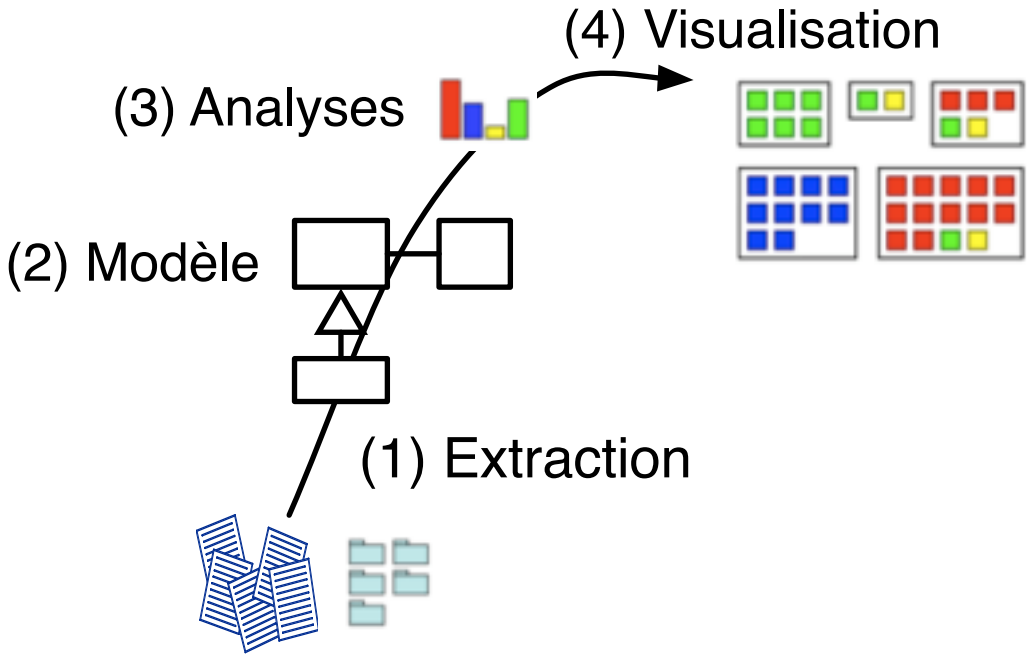 (4) Visualisation
(3) Analyses
(2) Modèle
(1) Extraction